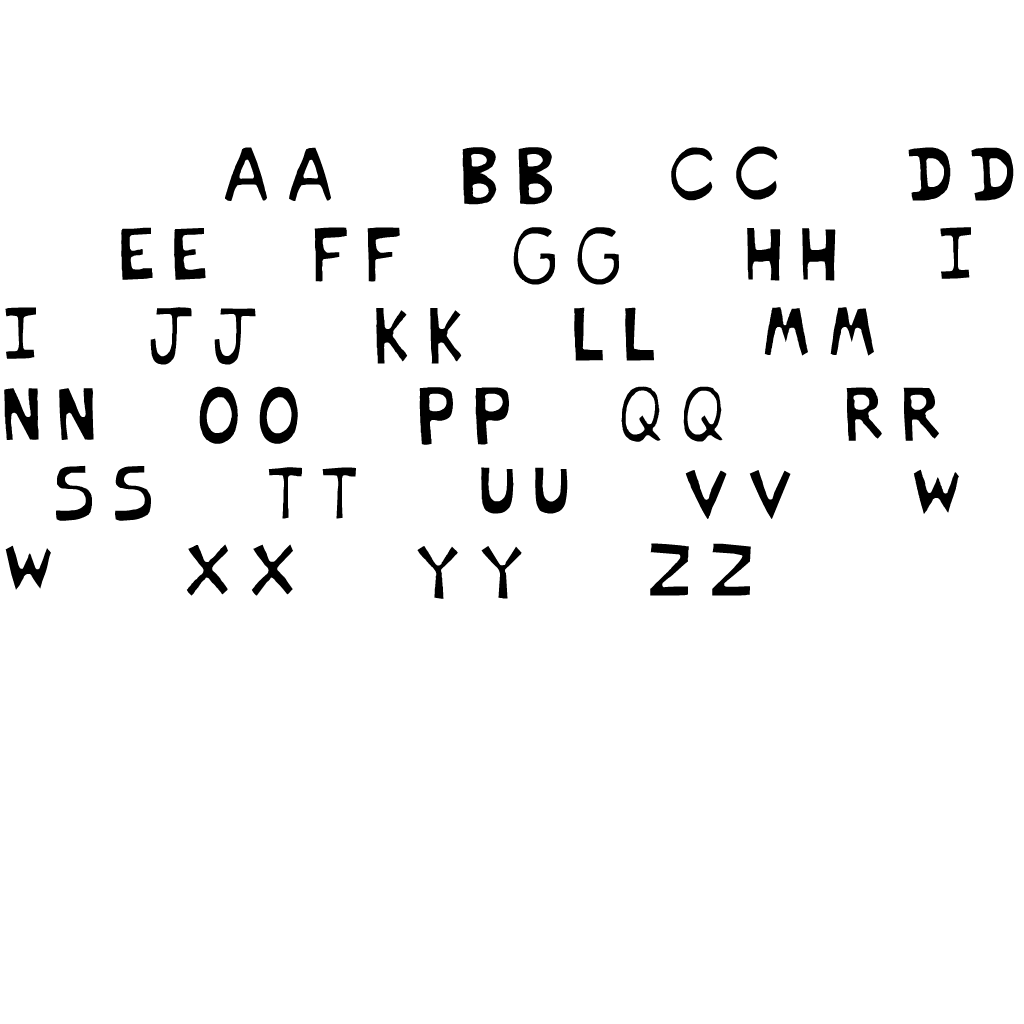 AA BB CC DD
EE FF GG HH I
I JJ KK LL MM
NN OO PP QQ RR
SS TT UU VV W
W XX YY ZZ